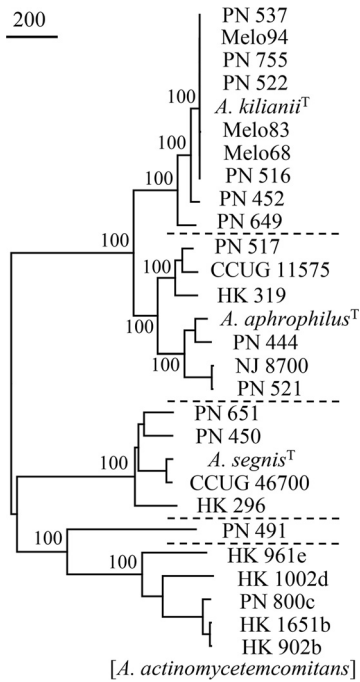 200
PN 537
Melo94
PN 755
PN 522
100
A. kilianiiᵀ
Melo83
100
Melo68
100
PN 516
PN 452
PN 649
100
PN 517
100
CCUG 11575
HK 319
100
A. aphrophilusᵀ
100
PN 444
NJ 8700
PN 521
PN 651
PN 450
100
A. segnisᵀ
CCUG 46700
HK 296
PN 491
100
HK 961e
100
HK 1002d
PN 800c
HK 1651b
HK 902b
[A. actinomycetemcomitans]